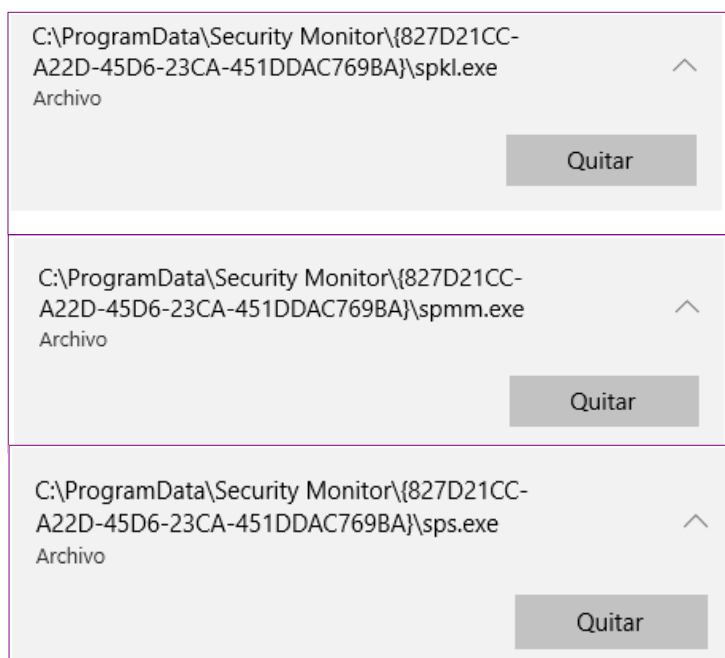 C:\ProgramData\Security Monitor\{827D21CC-
A22D-45D6-23CA-451DDAC769BA}\spkl.exe
Archivo
Quitar
C:\ProgramData\Security Monitor\{827D21CC-
A22D-45D6-23CA-451DDAC769BA}\spmm.exe
Archivo
Quitar
C:\ProgramData\Security Monitor\{827D21CC-
A22D-45D6-23CA-451DDAC769BA}\sps.exe
Archivo
Quitar